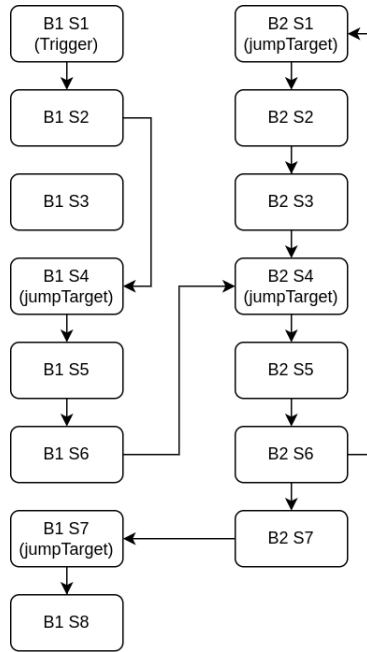 B1 S1
(Trigger)
B1 S2
B1 S3
B1 S4
(jumpTarget)
B1 S5
B1 S6
B1 S7
(jumpTarget)
B1 S8
B2 S1
(jumpTarget)
B2 S2
B2 S3
B2 S4
(jumpTarget)
B2 S5
B2 S6
B2 S7